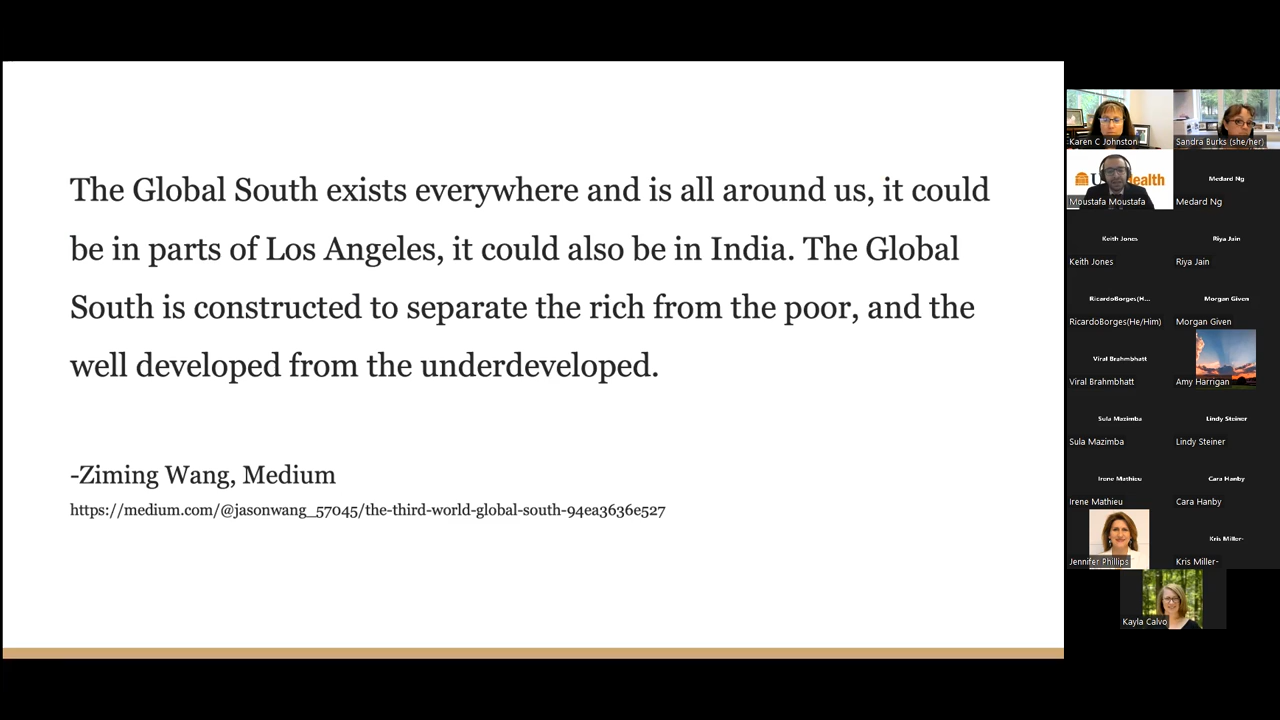 The Global South exists everywhere and is all around us, it could
be in parts of Los Angeles, it could also be in India. The Global
South is constructed to separate the rich from the poor, and the
well developed from the underdeveloped.
-Ziming Wang, Medium
https://medium.com/@jasonwang_57045/the-third-world-global-south-94ea3636e527
Karen C Johnston
Sandra Burks (she/her)
Moustafa Moustafa
Medard Ng
Medard Ng
Keith Jones
Keith Jones
Riya Jain
Riya Jain
RicardoBorges(H...
RicardoBorges(He/Him)
Morgan Given
Morgan Given
Viral Brahmbhatt
Viral Brahmbhatt
Amy Harrigan
Sula Mazimba
Sula Mazimba
Lindy Steiner
Lindy Steiner
Irene Mathieu
Irene Mathieu
Cara Hanby
Cara Hanby
Jennifer Phillips
Kris Miller-
Kris Miller-
Kayla Calvo